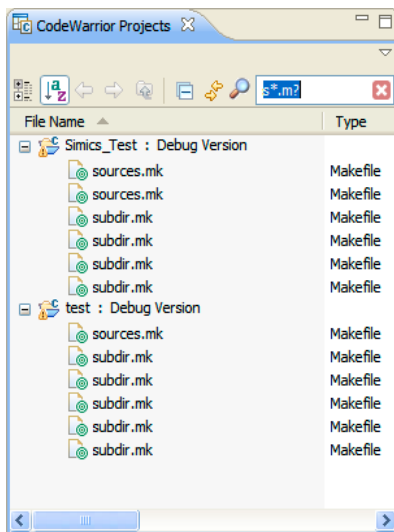 CodeWarrior Projects
s*.m?
File Name Type
Simics_Test : Debug Version
sources.mk Makefile
sources.mk Makefile
subdir.mk Makefile
subdir.mk Makefile
subdir.mk Makefile
subdir.mk Makefile
test : Debug Version
sources.mk Makefile
subdir.mk Makefile
subdir.mk Makefile
subdir.mk Makefile
subdir.mk Makefile
subdir.mk Makefile